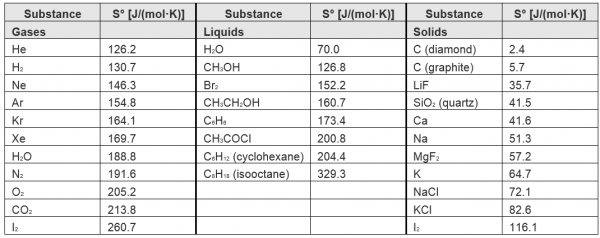 Substance S° [J/(mol·K)] Substance S° [J/(mol·K)] Substance S° [J/(mol·K)]
Gases Liquids Solids
He 126.2 H₂O 70.0 C (diamond) 2.4
H₂ 130.7 CH₃OH 126.8 C (graphite) 5.7
Ne 146.3 Br₂ 152.2 LiF 35.7
Ar 154.8 CH₃CH₂OH 160.7 SiO₂ (quartz) 41.5
Kr 164.1 C₆H₆ 173.4 Ca 41.6
Xe 169.7 CH₃COCl 200.8 Na 51.3
H₂O 188.8 C₆H₁₂ (cyclohexane) 204.4 MgF₂ 57.2
N₂ 191.6 C₈H₁₈ (isooctane) 329.3 K 64.7
O₂ 205.2 NaCl 72.1
CO₂ 213.8 KCl 82.6
I₂ 260.7 I₂ 116.1